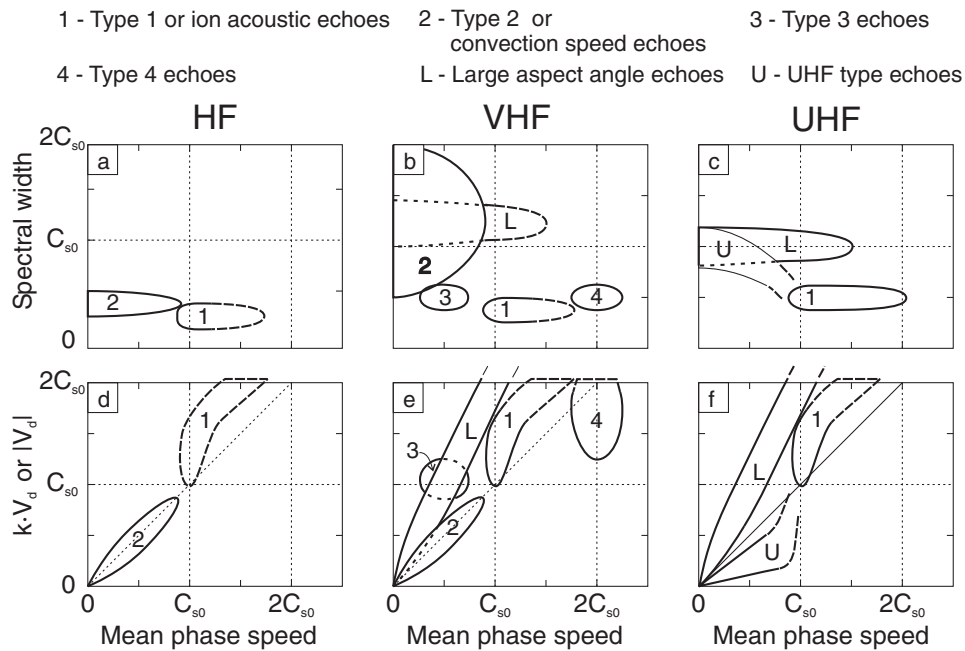 1 - Type 1 or ion acoustic echoes
2 - Type 2 or
convection speed echoes
3 - Type 3 echoes
4 - Type 4 echoes
L - Large aspect angle echoes
U - UHF type echoes
HF
VHF
UHF
2Cs0
Cs0
0
Spectral width
a
2
1
b
L
2
3
1
4
c
U
L
1
2Cs0
Cs0
0
k·Vd or |Vd|
d
1
2
e
3
L
1
4
2
f
1
L
U
0
Cs0
2Cs0
Mean phase speed
0
Cs0
2Cs0
Mean phase speed
0
Cs0
2Cs0
Mean phase speed